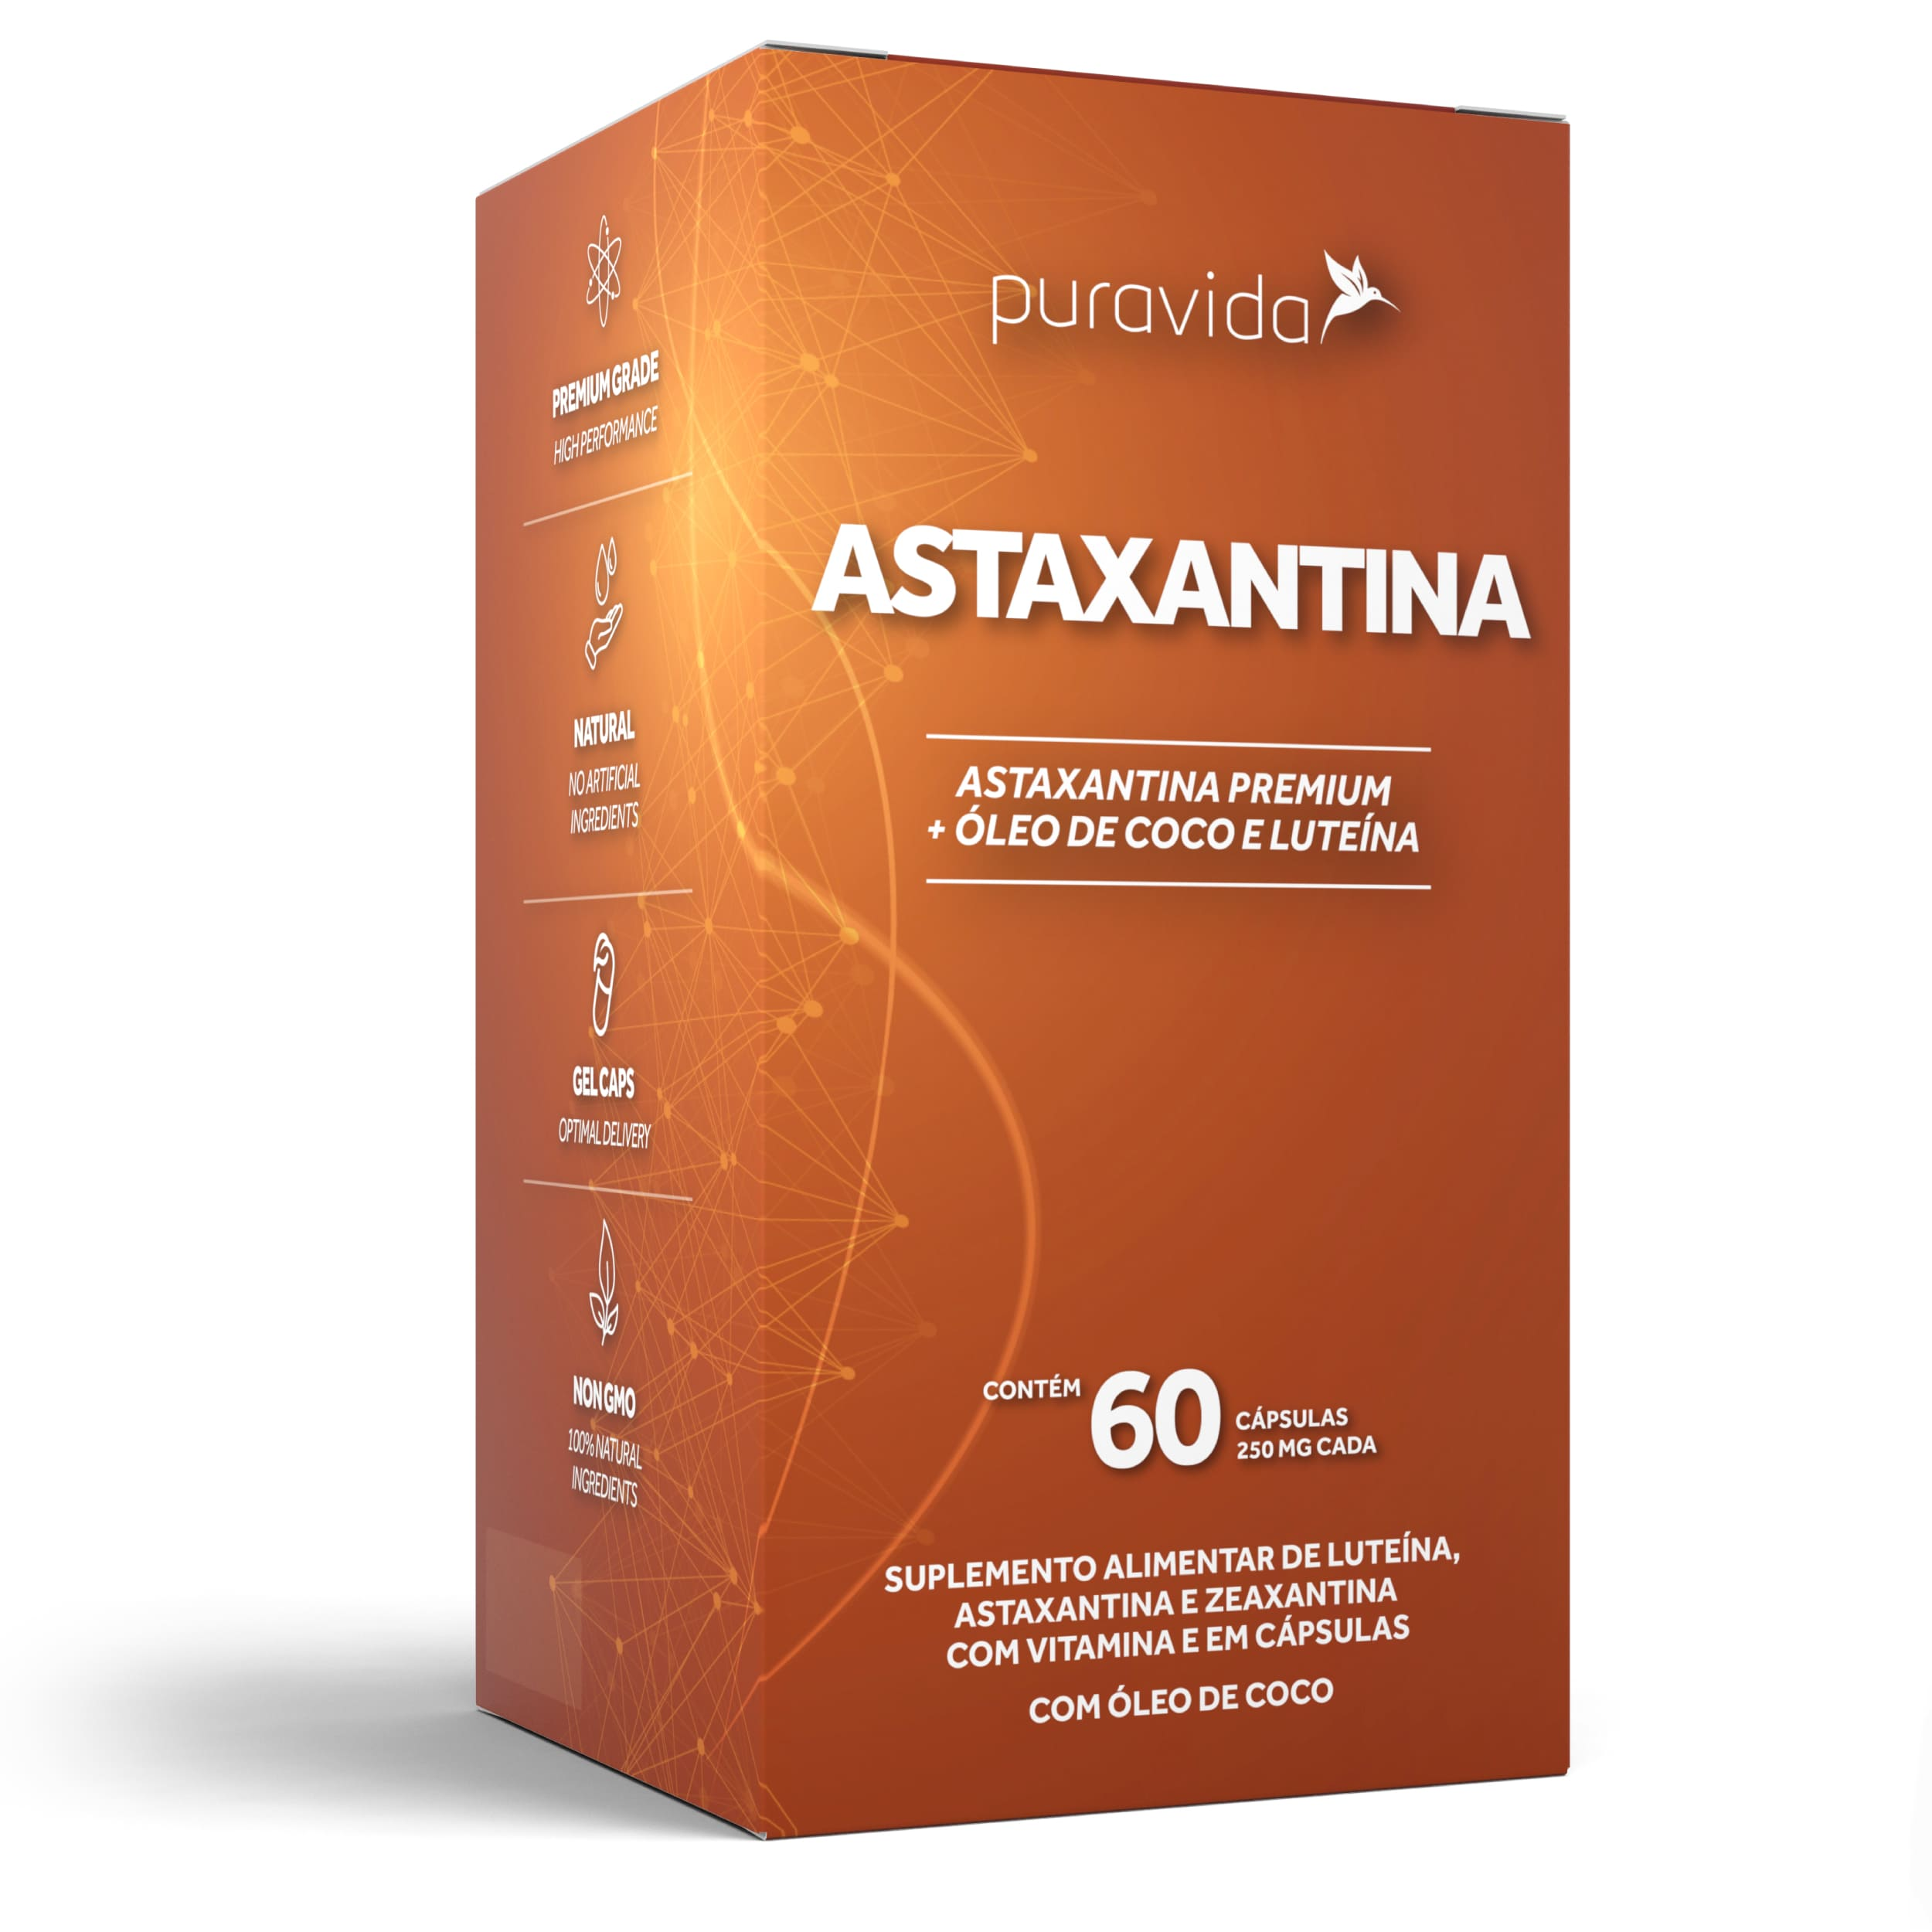 PREMIUM GRADE
HIGH PERFORMANCE
NATURAL
NO ARTIFICIAL
INGREDIENTS
GEL CAPS
OPTIMAL DELIVERY
NON GMO
100% NATURAL
INGREDIENTS
puravida
ASTAXANTINA
ASTAXANTINA PREMIUM
+ ÓLEO DE COCO E LUTEÍNA
CONTÉM 60 CÁPSULAS
250 MG CADA
SUPLEMENTO ALIMENTAR DE LUTEÍNA,
ASTAXANTINA E ZEAXANTINA
COM VITAMINA E EM CÁPSULAS
COM ÓLEO DE COCO